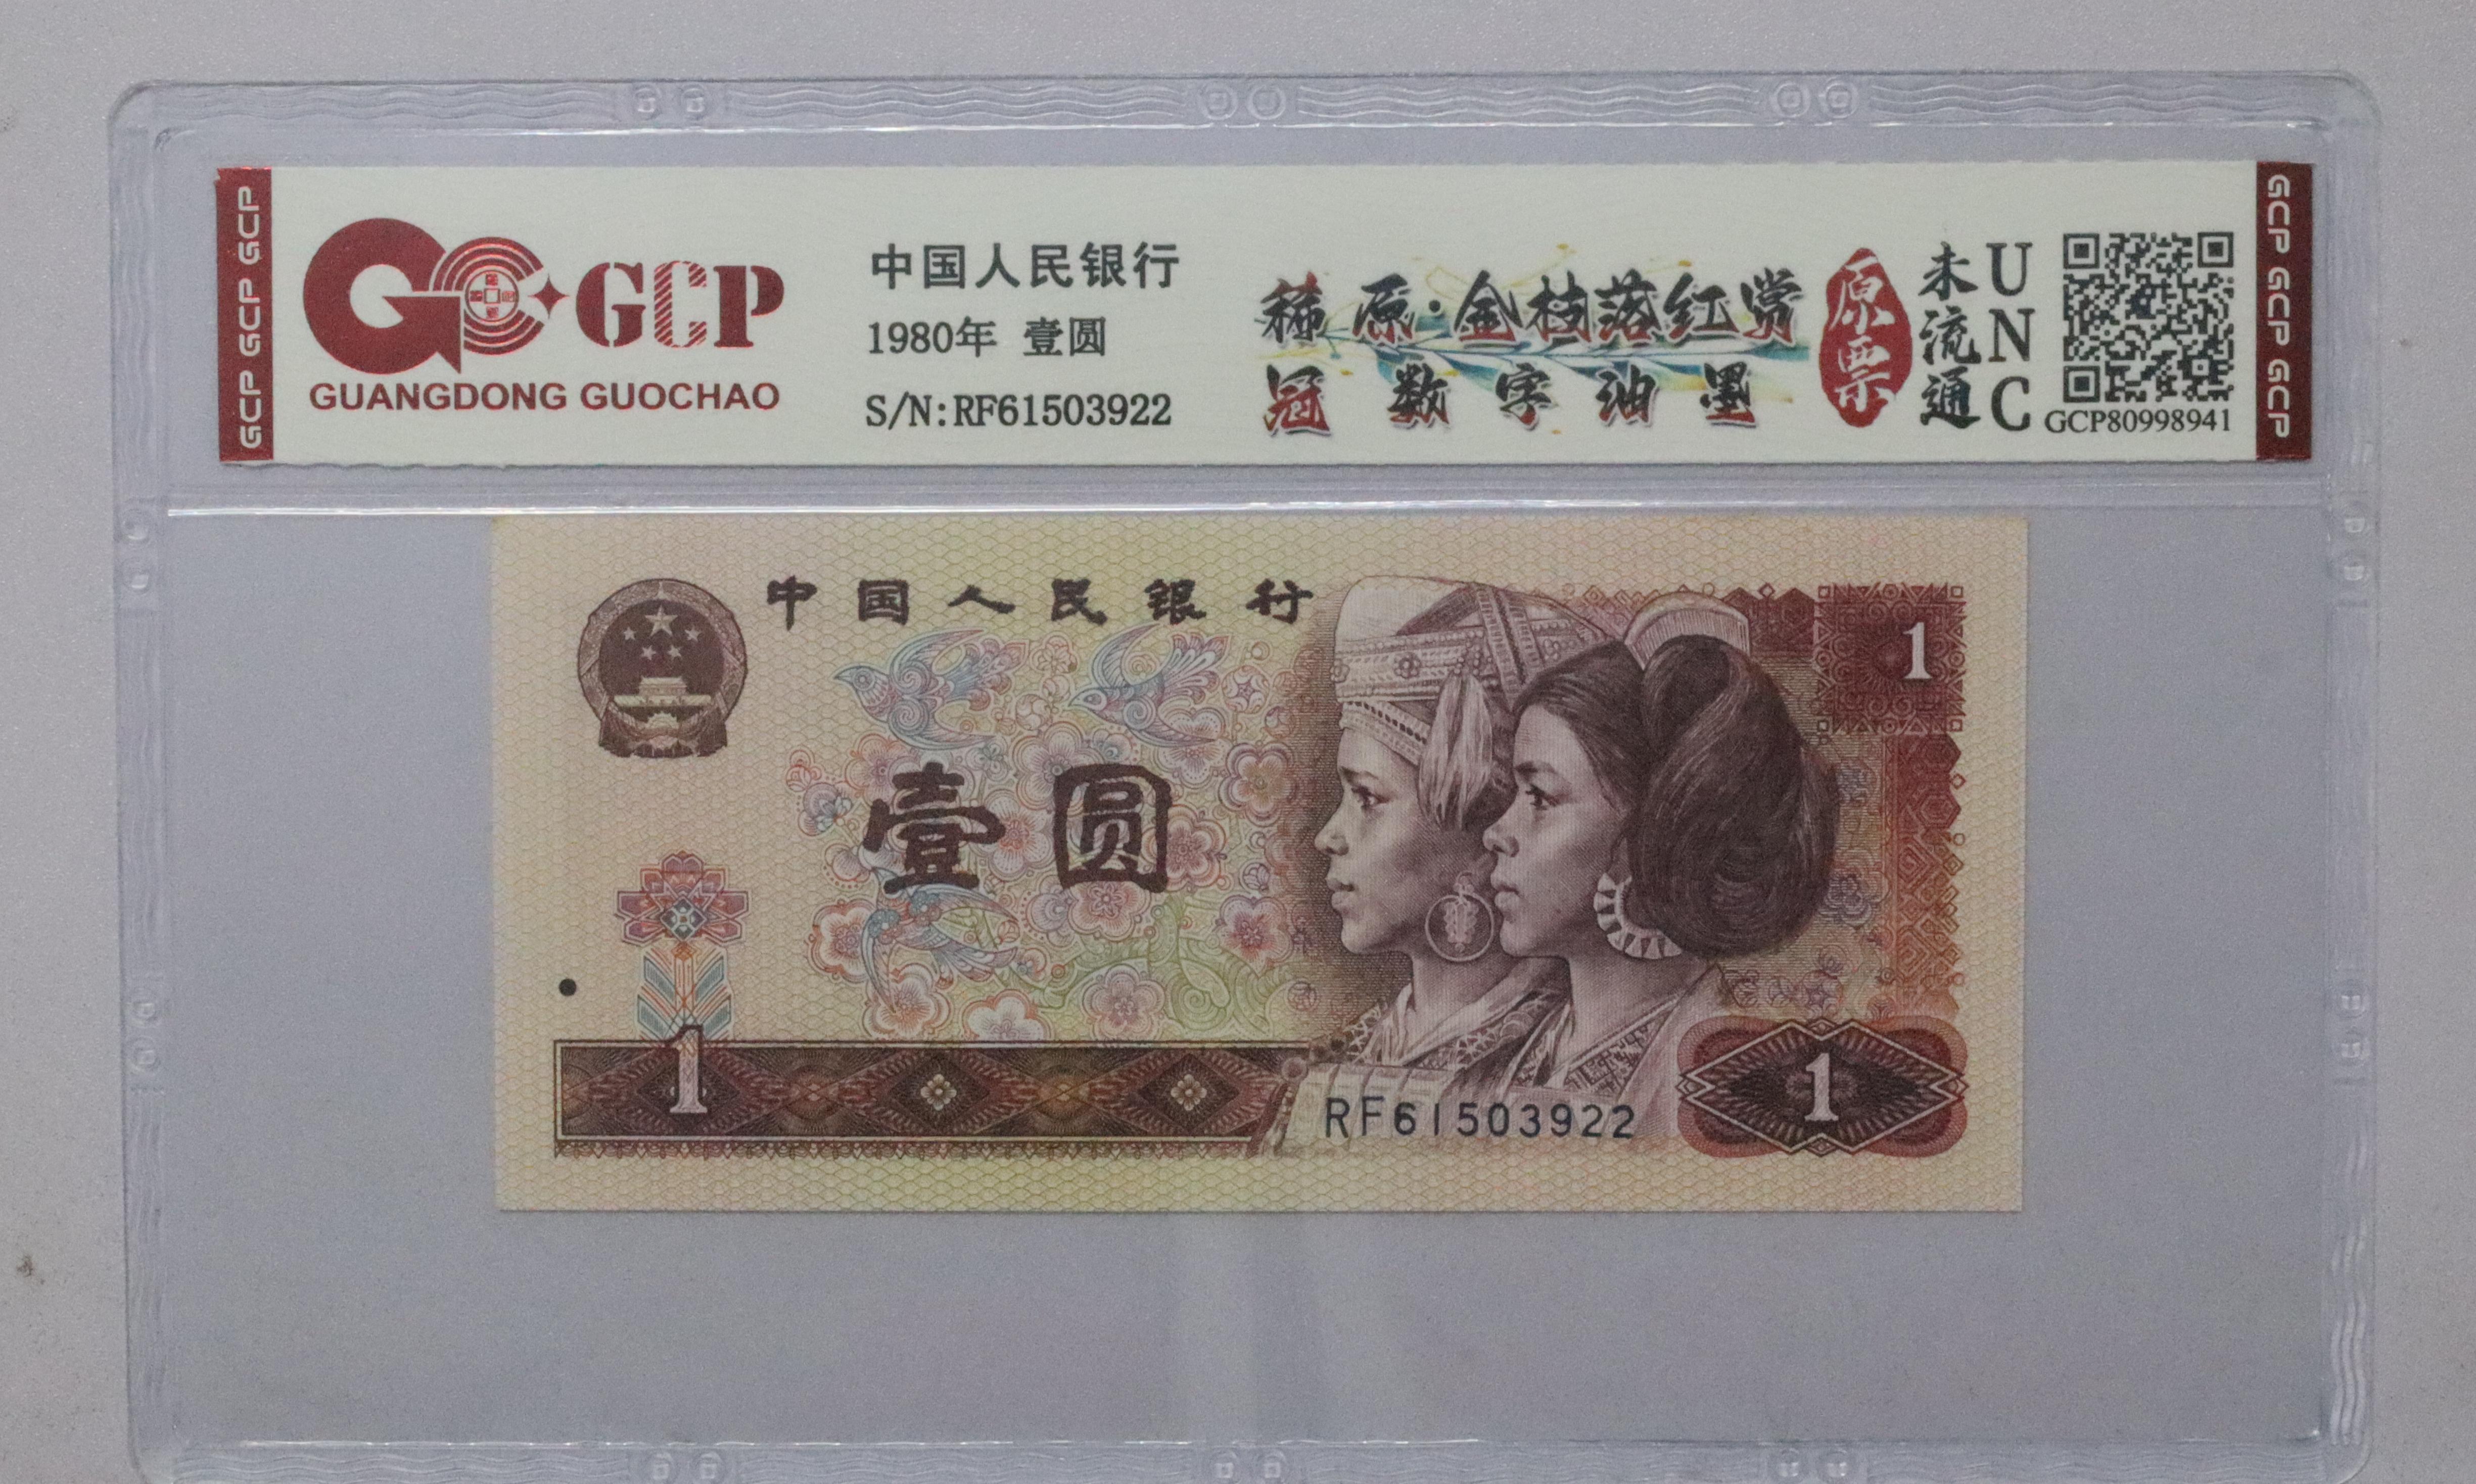 GCP GCP GCP
GCP
GUANGDONG GUOCHAO
中国人民银行
1980年 壹圆
S/N:RF61503922
稀原·金枝落红赏
冠数字油墨
原票
未流通
UNC
GCP80998941
GCP GCP GCP
中国人民银行
1
壹圆
1
RF61503922
1